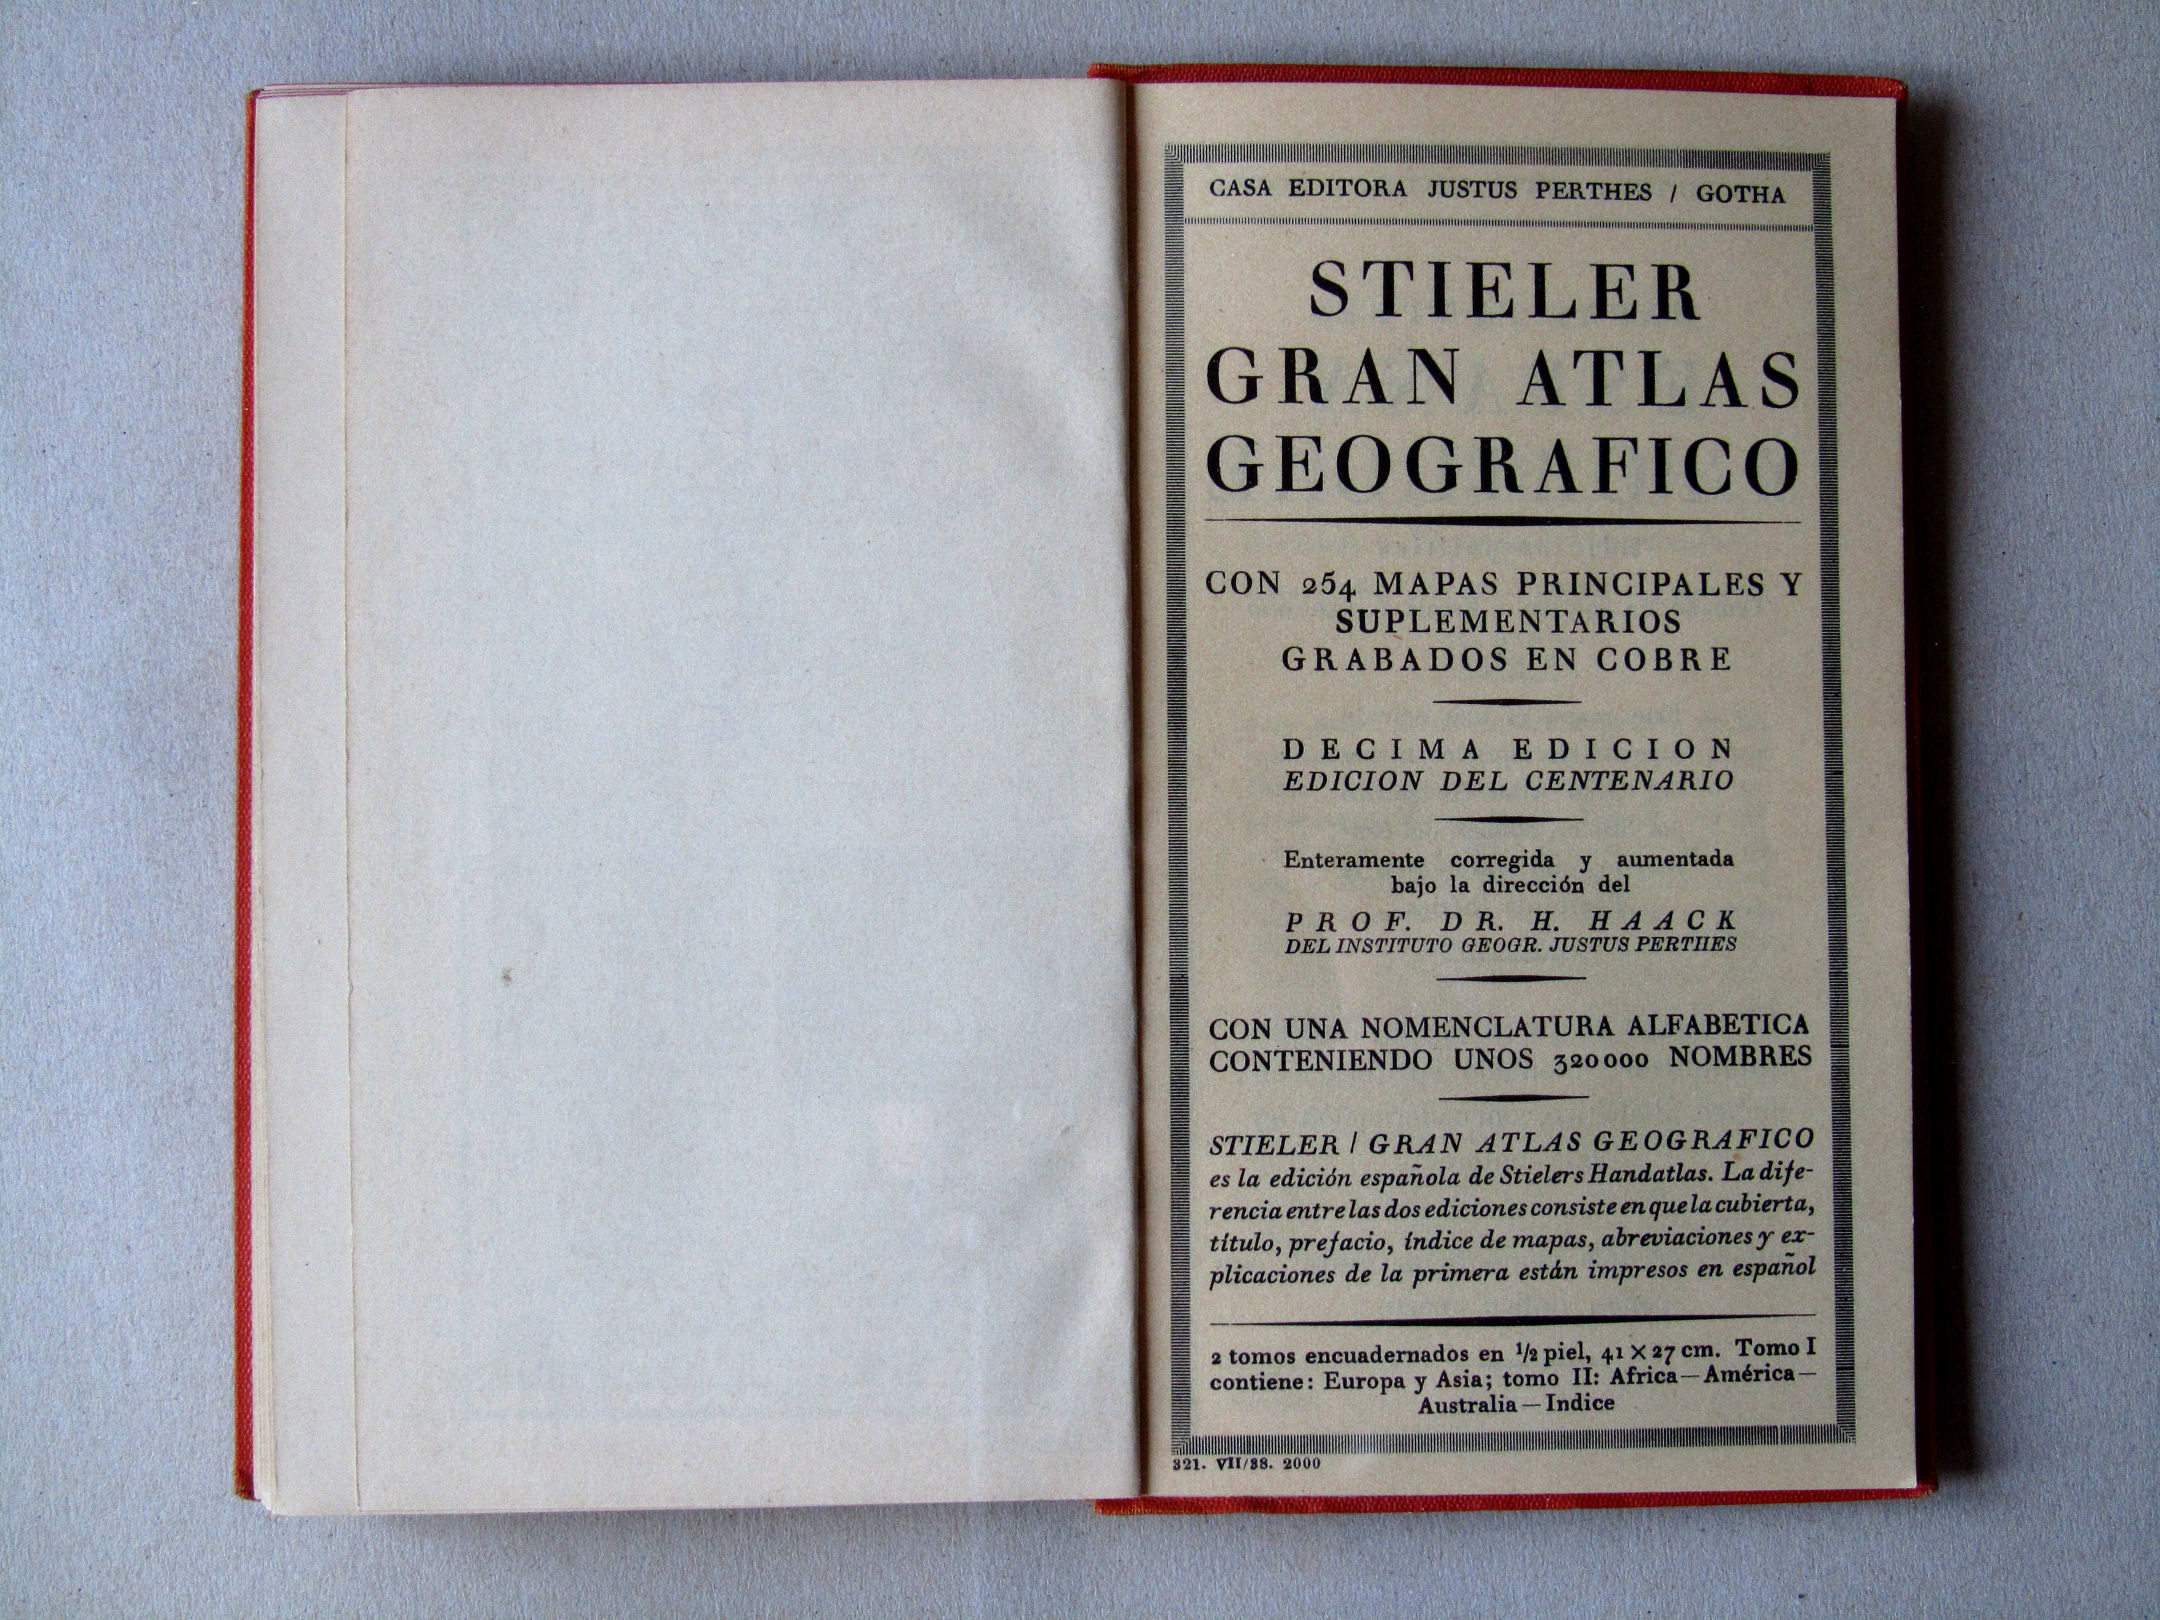 CASA EDITORA JUSTUS PERTHES / GOTHA
STIELER
GRAN ATLAS
GEOGRAFICO
CON 254 MAPAS PRINCIPALES Y
SUPLEMENTARIOS
GRABADOS EN COBRE
DECIMA EDICION
EDICION DEL CENTENARIO
Enteramente corregida y aumentada
bajo la dirección del
PROF. DR. H. HAACK
DEL INSTITUTO GEOGR. JUSTUS PERTHES
CON UNA NOMENCLATURA ALFABETICA
CONTENIENDO UNOS 320000 NOMBRES
STIELER / GRAN ATLAS GEOGRAFICO
es la edición española de Stielers Handatlas. La dife-
rencia entre las dos ediciones consiste en que la cubierta,
título, prefacio, índice de mapas, abreviaciones y ex-
plicaciones de la primera están impresos en español
2 tomos encuadernados en ½ piel, 41 × 27 cm. Tomo I
contiene: Europa y Asia; tomo II: Africa—América—
Australia — Indice
321. VII/38. 2000